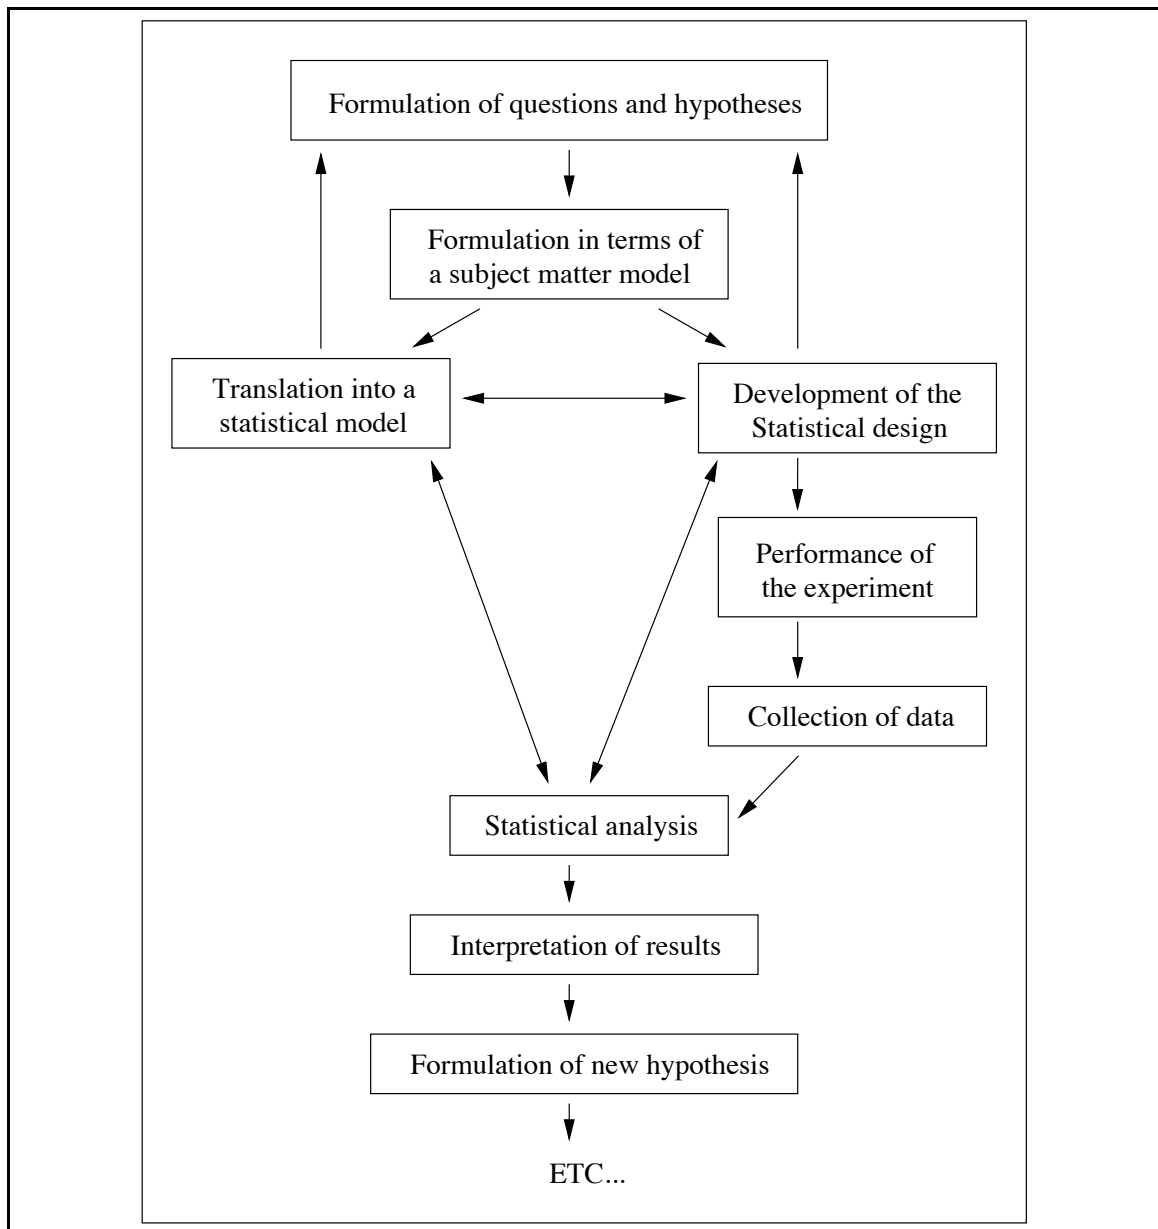 Formulation of questions and hypotheses
Formulation in terms of
a subject matter model
Translation into a
statistical model
Development of the
Statistical design
Performance of
the experiment
Collection of data
Statistical analysis
Interpretation of results
Formulation of new hypothesis
ETC...